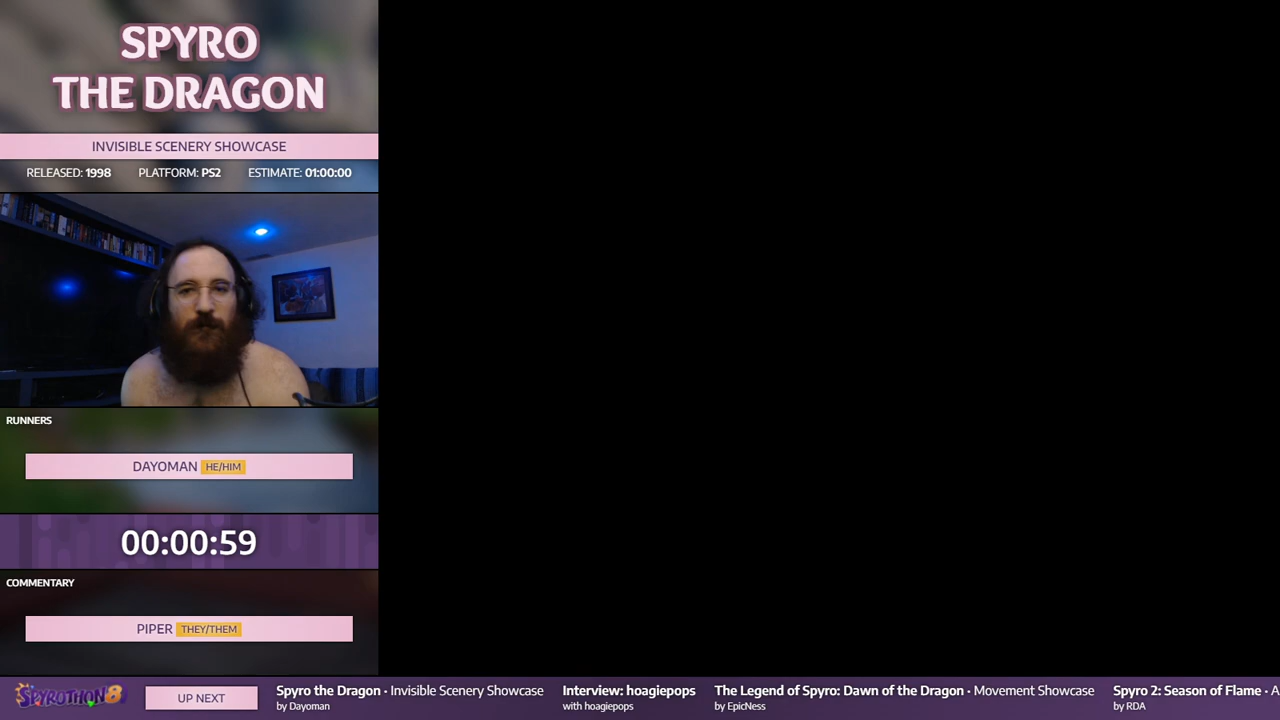 SPYRO
THE DRAGON
INVISIBLE SCENERY SHOWCASE
RELEASED: 1998 PLATFORM: PS2 ESTIMATE: 01:00:00
RUNNERS
DAYOMAN HE/HIM
00:00:59
COMMENTARY
PIPER THEY/THEM
SPYROTHON 8
UP NEXT
Spyro the Dragon · Invisible Scenery Showcase
by Dayoman
Interview: hoagiepops
with hoagiepops
The Legend of Spyro: Dawn of the Dragon · Movement Showcase
by EpicNess
Spyro 2: Season of Flame · A
by RDA